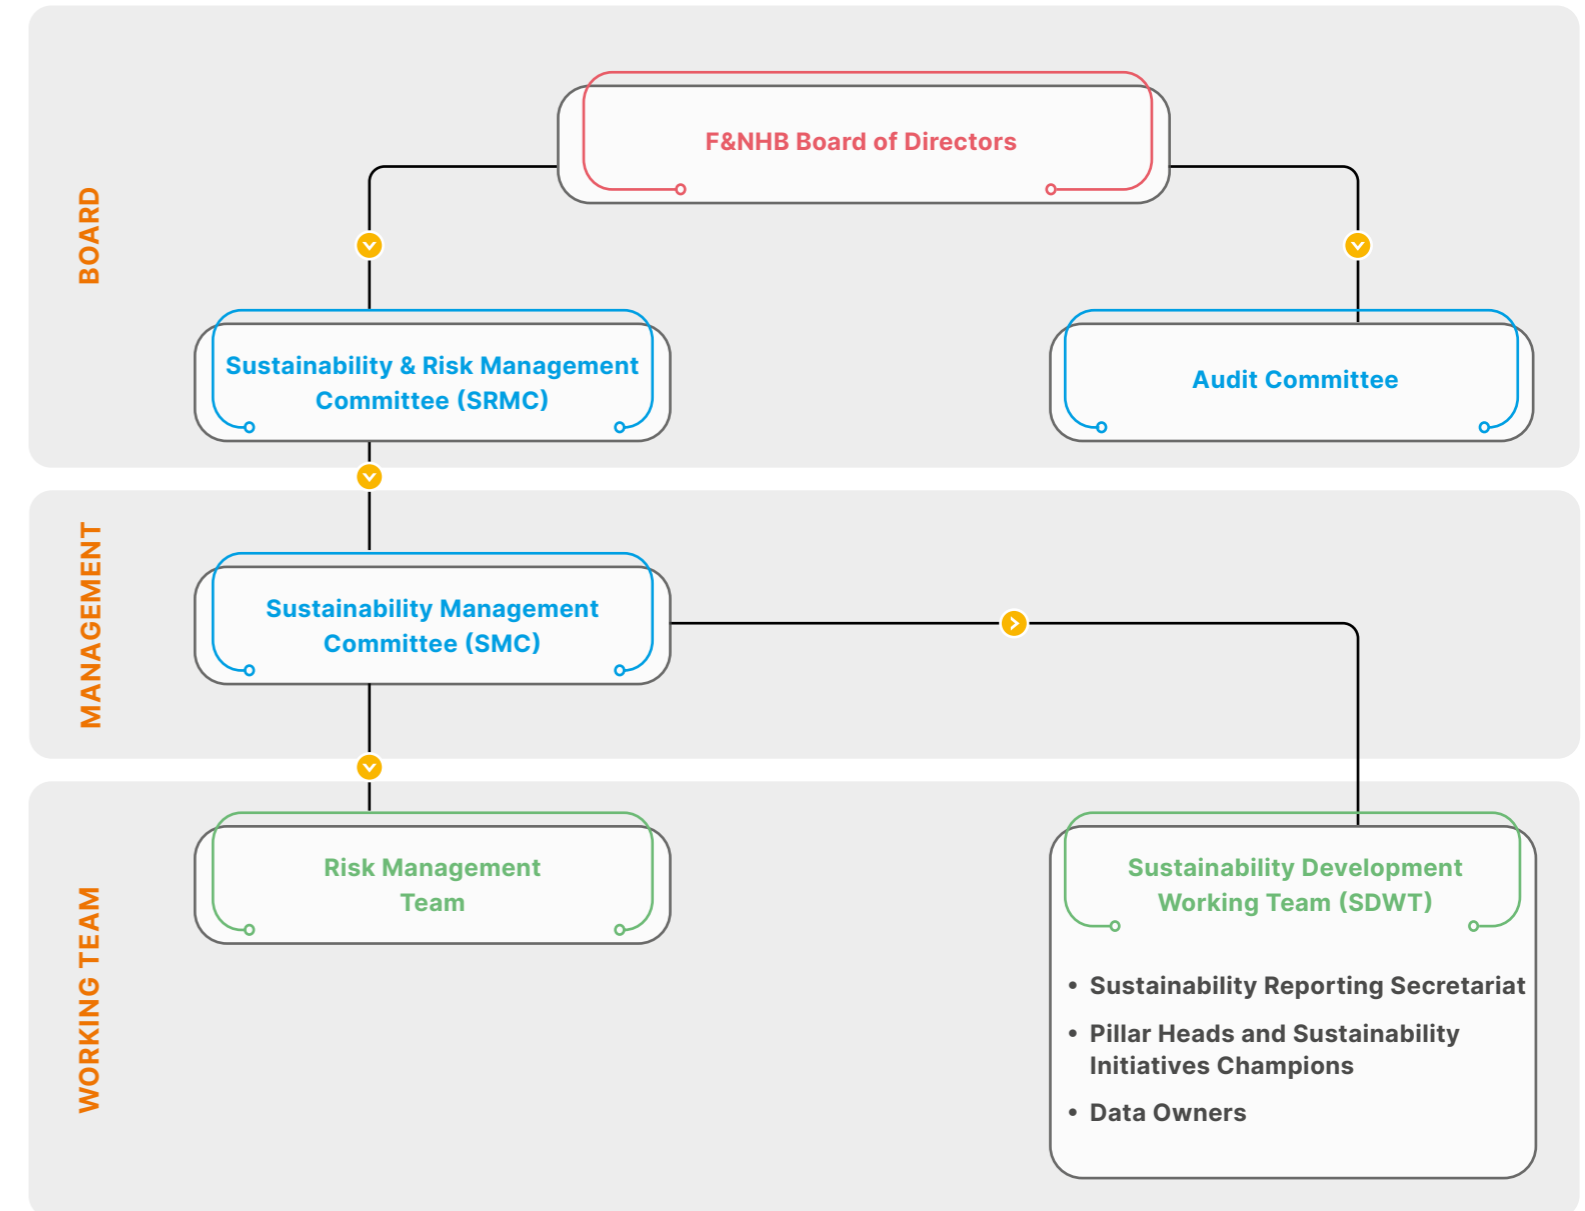 BOARD
F&NHB Board of Directors
Sustainability & Risk Management
Committee (SRMC)
Audit Committee
MANAGEMENT
Sustainability Management
Committee (SMC)
WORKING TEAM
Risk Management
Team
Sustainability Development
Working Team (SDWT)
• Sustainability Reporting Secretariat
• Pillar Heads and Sustainability
Initiatives Champions
• Data Owners